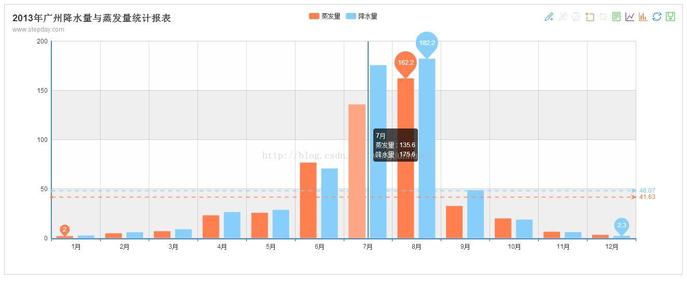 2013年广州降水量与蒸发量统计报表
www.stepday.com
蒸发量 降水量
200
150
100
50
0
2
162.2
182.2
2.3
7月
蒸发量 : 135.6
降水量 : 175.6
http://blog.csdn.
48.07
41.63
1月 2月 3月 4月 5月 6月 7月 8月 9月 10月 11月 12月